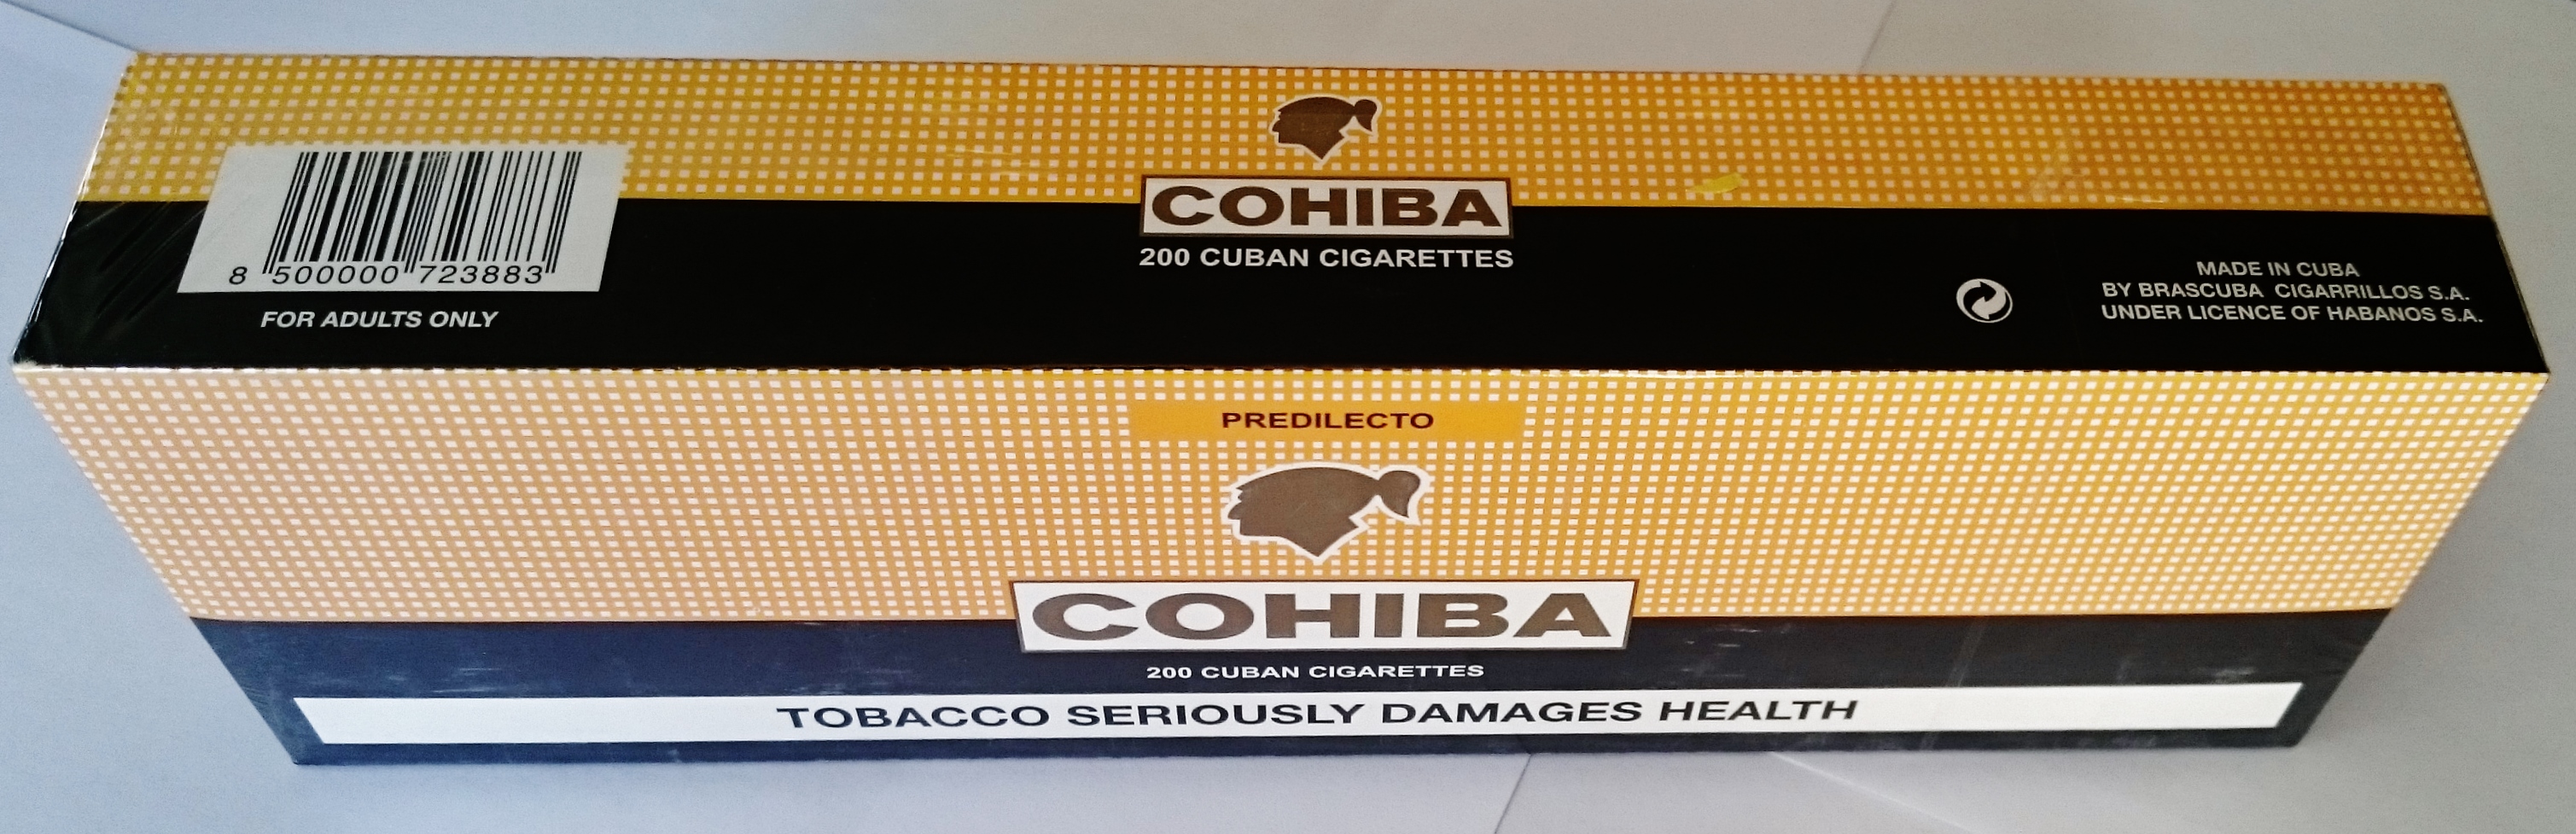 COHIBA
200 CUBAN CIGARETTES
8 500000 723883
FOR ADULTS ONLY
MADE IN CUBA
BY BRASCUBA CIGARRILLOS S.A.
UNDER LICENCE OF HABANOS S.A.
PREDILECTO
COHIBA
200 CUBAN CIGARETTES
TOBACCO SERIOUSLY DAMAGES HEALTH